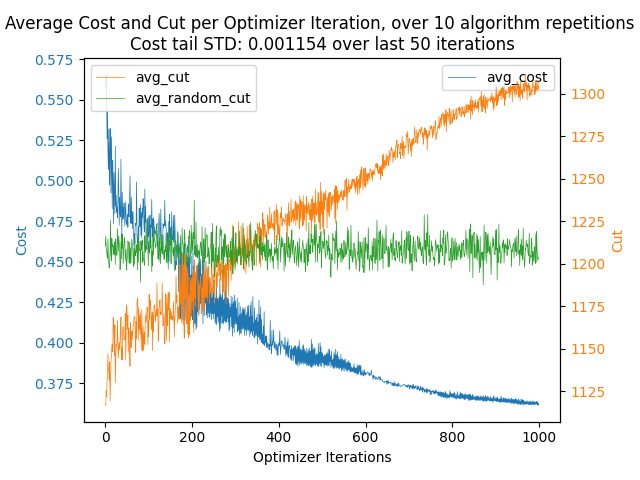 Average Cost and Cut per Optimizer Iteration, over 10 algorithm repetitions
Cost tail STD: 0.001154 over last 50 iterations
avg_cut
avg_random_cut
avg_cost
0.575
0.550
0.525
0.500
0.475
0.450
0.425
0.400
0.375
Cost
1300
1275
1250
1225
1200
1175
1150
1125
Cut
0 200 400 600 800 1000
Optimizer Iterations